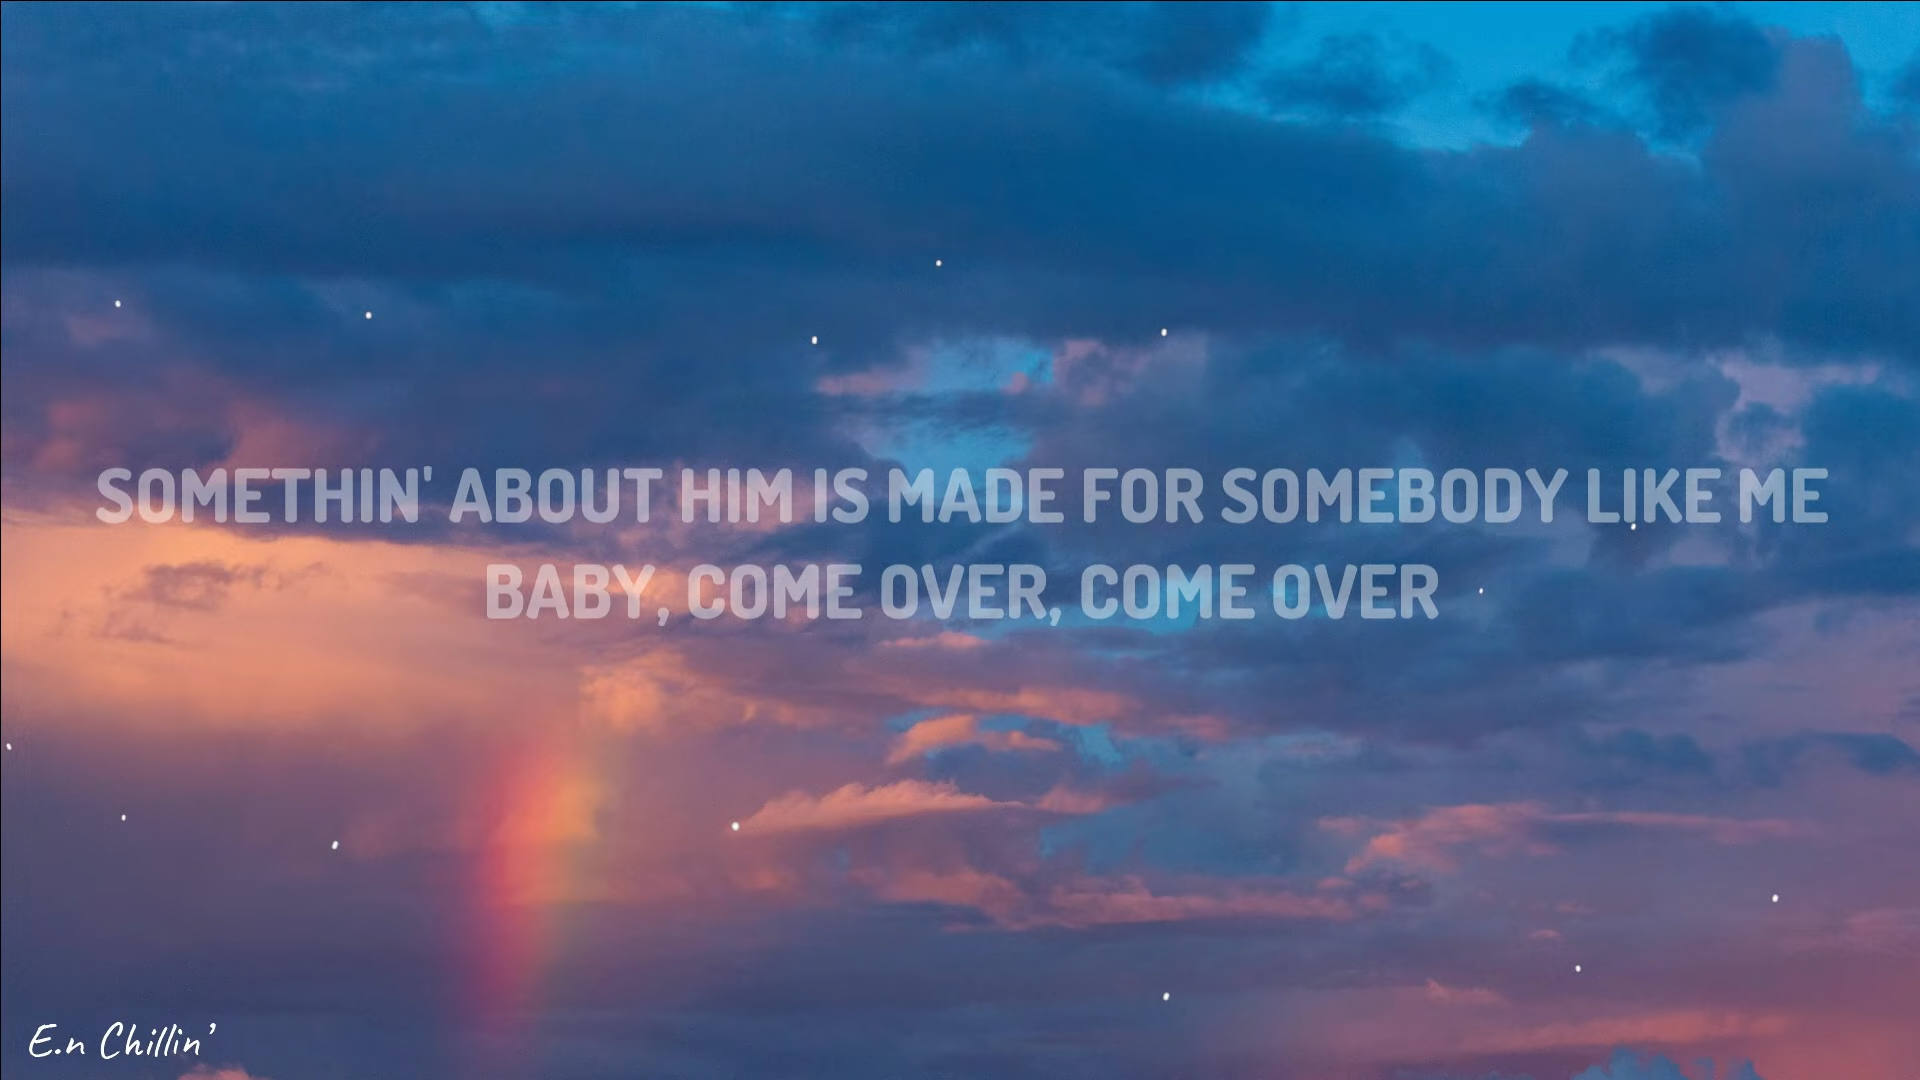 SOMETHIN' ABOUT HIM IS MADE FOR SOMEBODY LIKE ME
BABY, COME OVER, COME OVER
E.n Chillin’